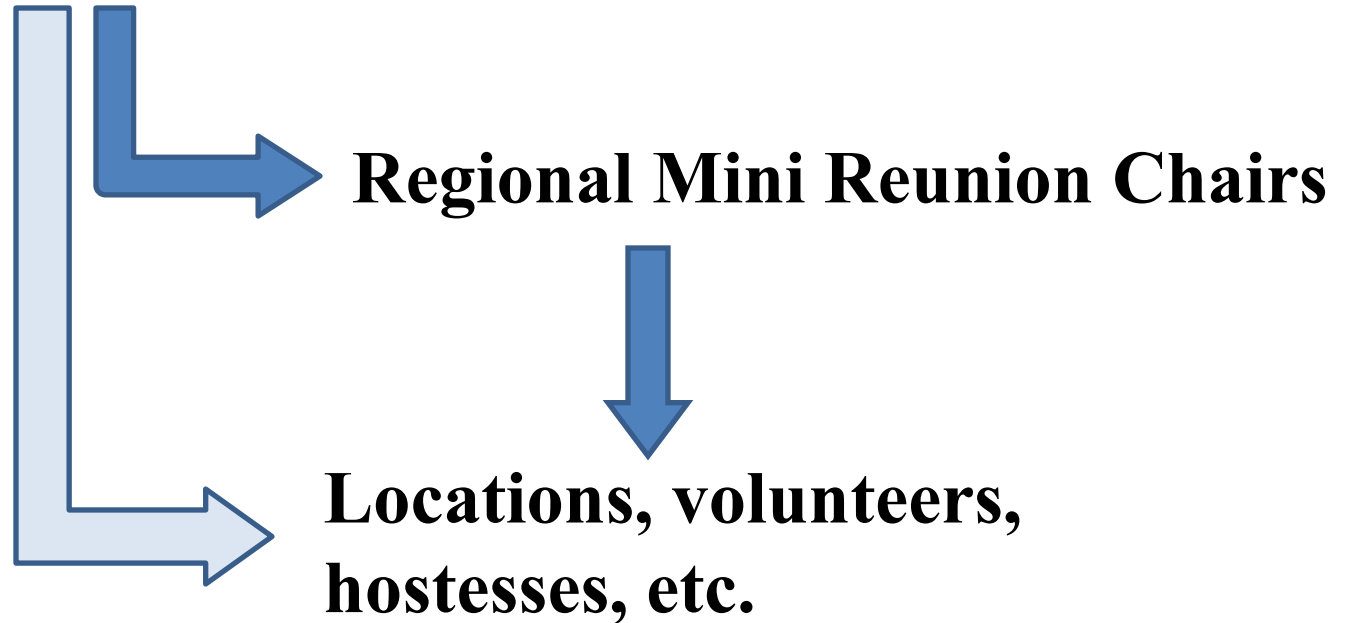 Regional Mini Reunion Chairs
Locations, volunteers,
hostesses, etc.